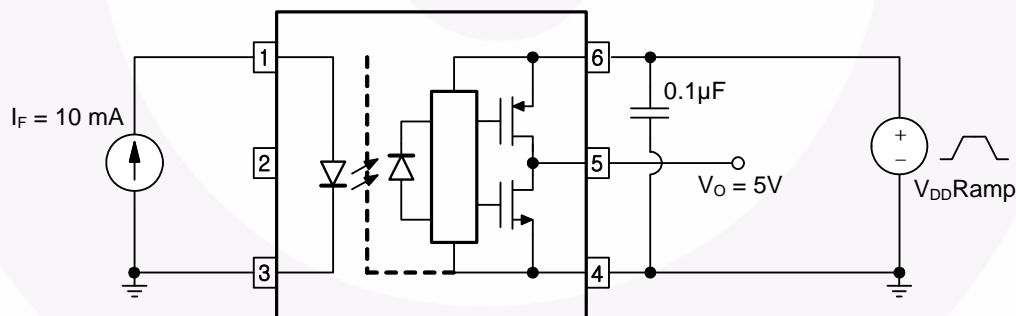 1
6
0.1µF
I_F = 10 mA
+
–
2
5
V_O = 5V
V_DD Ramp
3
4